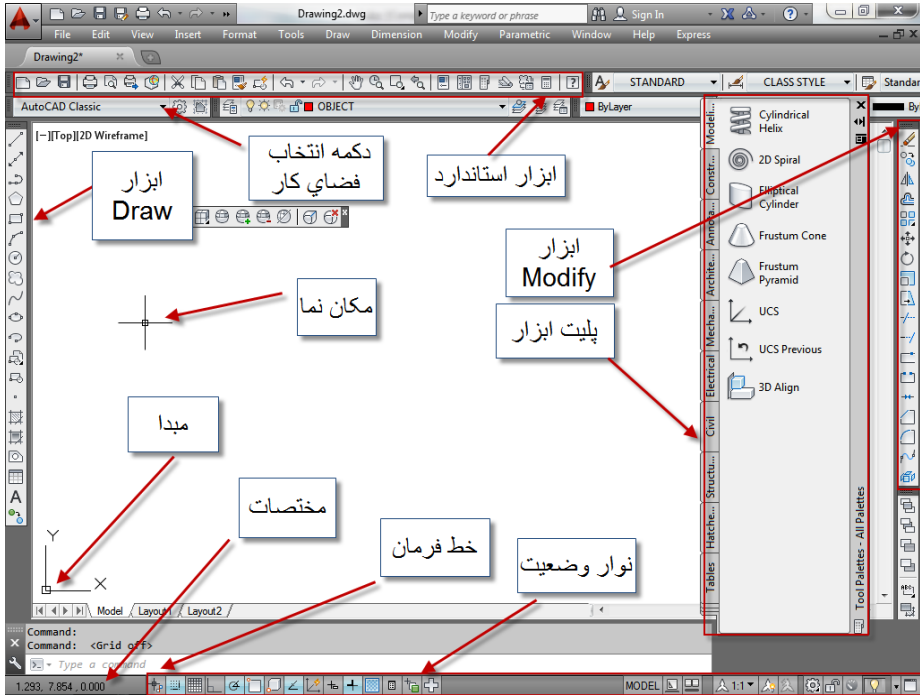 Drawing2.dwg
Type a keyword or phrase
Sign In
File Edit View Insert Format Tools Draw Dimension Modify Parametric Window Help Express
Drawing2*
STANDARD
CLASS STYLE
Standar
AutoCAD Classic
OBJECT
ByLayer
By
[−][Top][2D Wireframe]
دکمه انتخاب
فضاي کار
ابزار استاندارد
ابزار
Draw
ابزار
Modify
مکان نما
پلیت ابزار
مبدا
مختصات
خط فرمان
نوار وضعیت
Modeli...
Constr...
Annota...
Archite...
Mecha...
Electrical
Civil
Structu...
Hatche...
Tables
Cylindrical
Helix
2D Spiral
Elliptical
Cylinder
Frustum Cone
Frustum
Pyramid
UCS
UCS Previous
3D Align
Tool Palettes - All Palettes
Y
X
Model Layout1 Layout2
Command:
Command: <Grid off>
Type a command
1.293, 7.854 , 0.000
MODEL
1:1